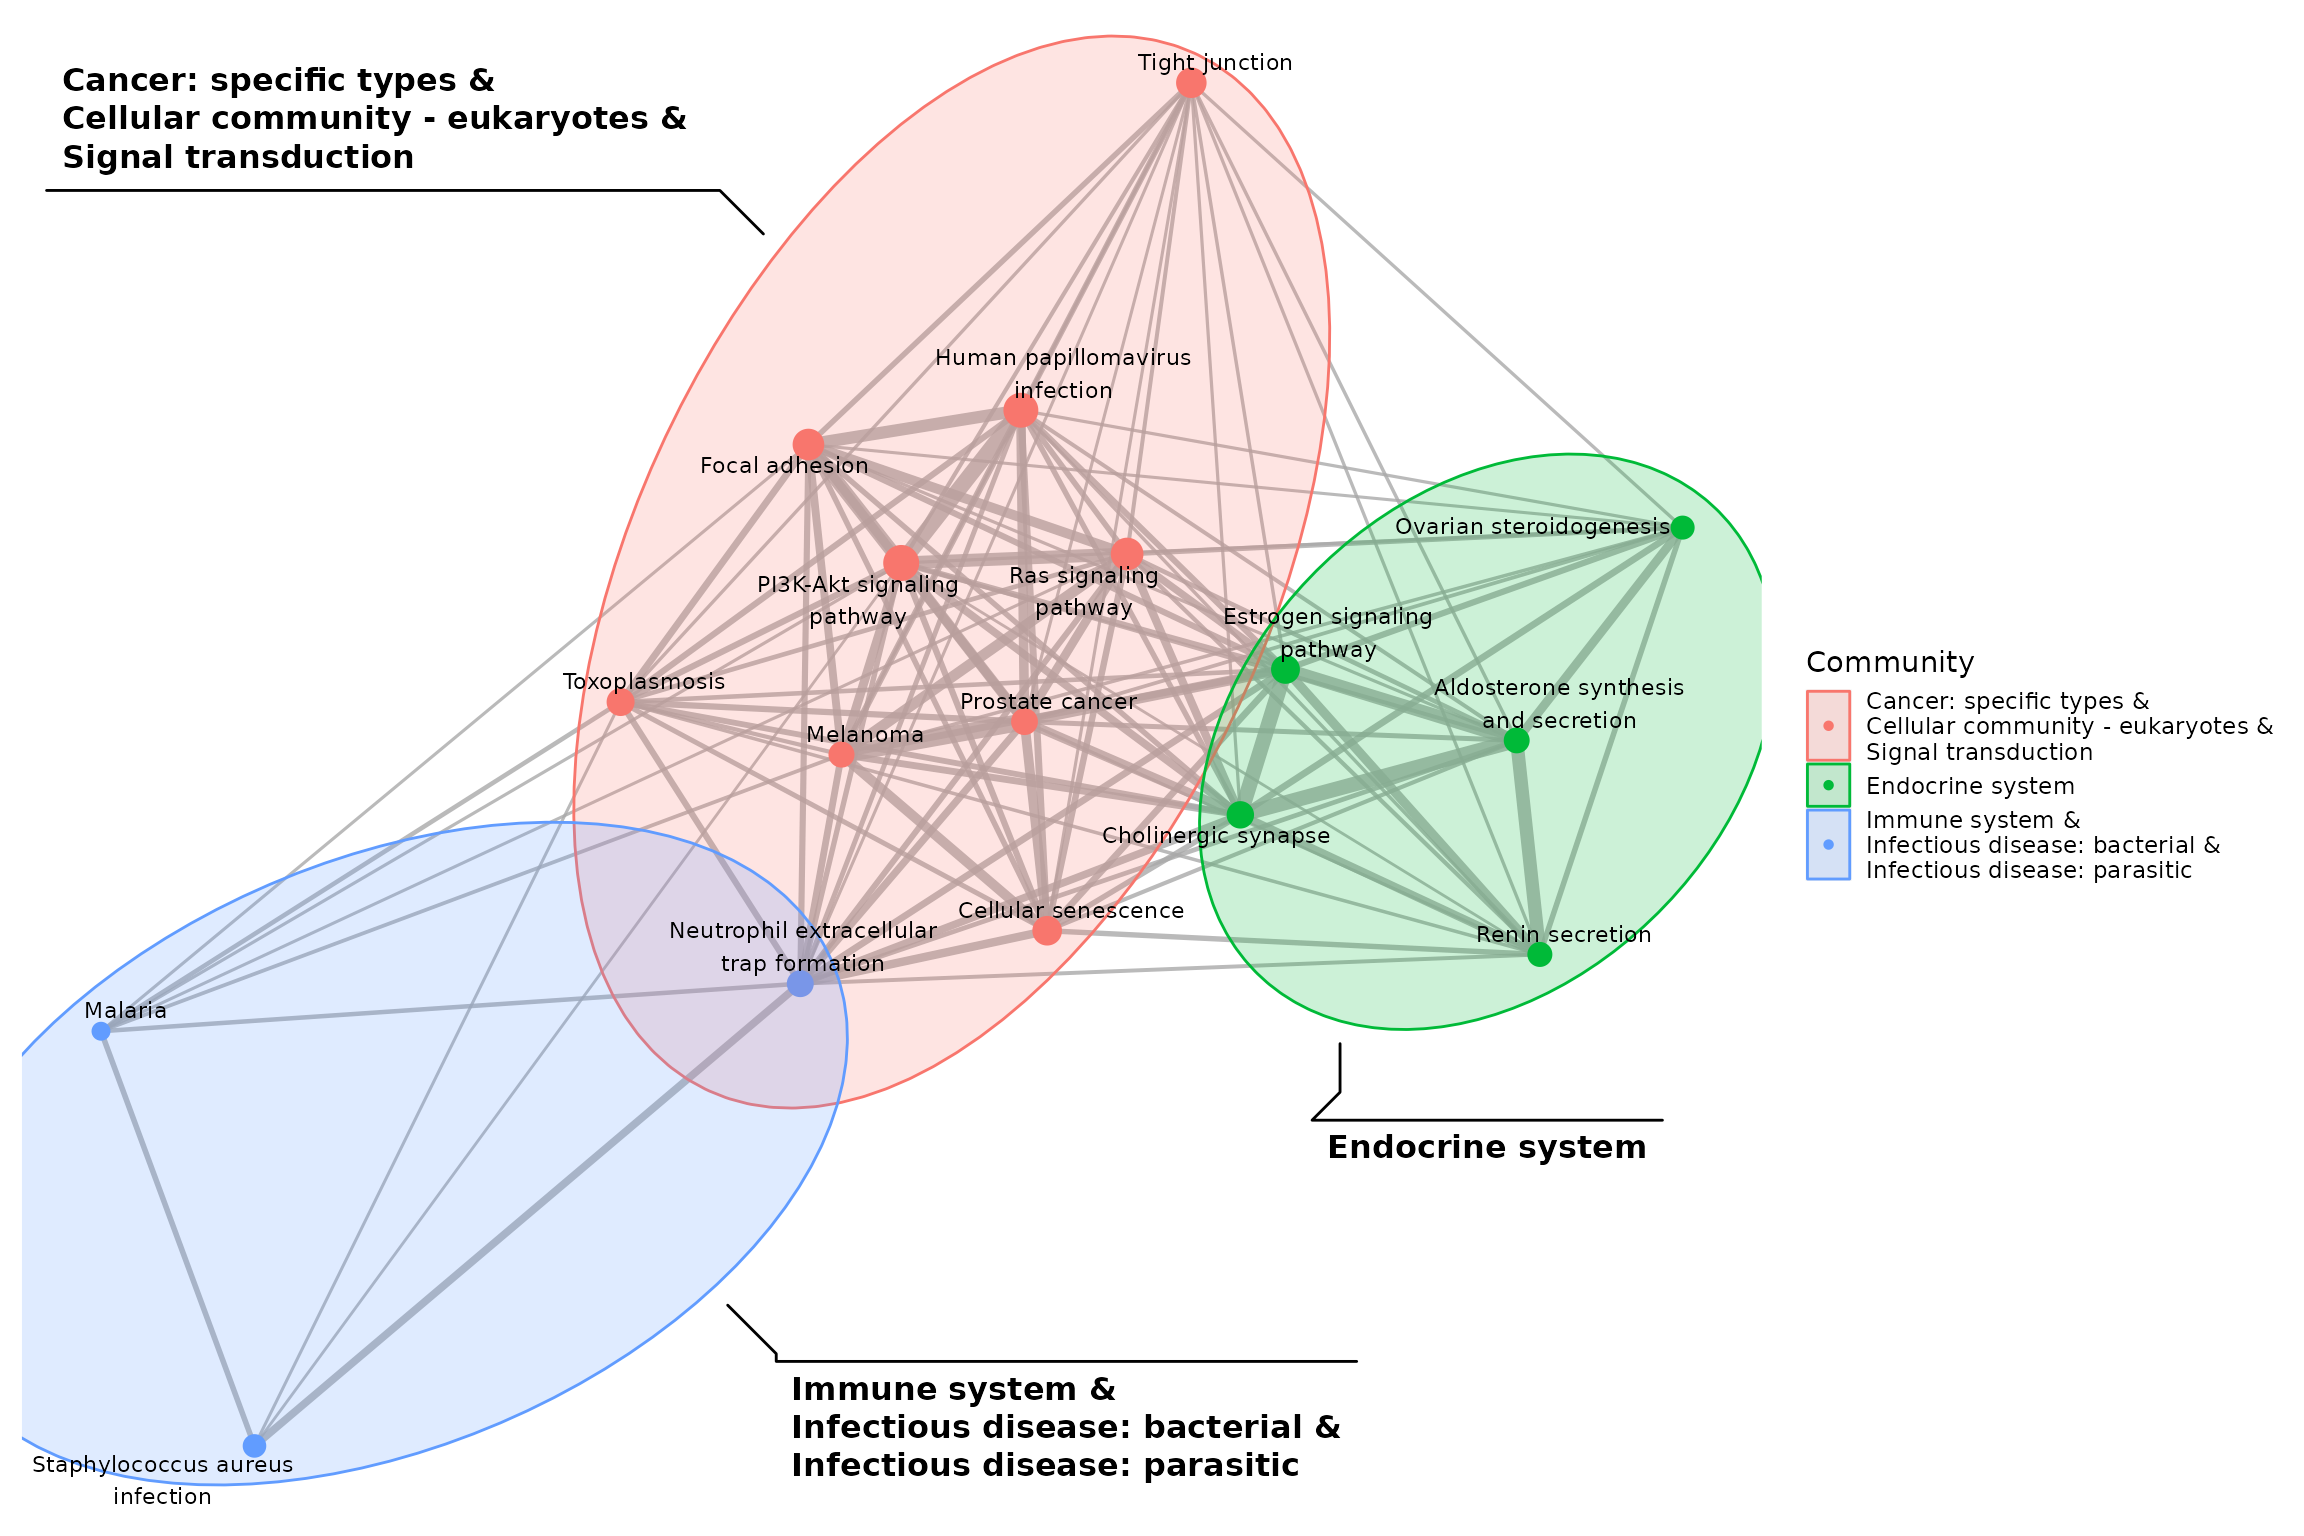 Cancer: specific types &
Cellular community - eukaryotes &
Signal transduction
Tight junction
Human papillomavirus
infection
Focal adhesion
Ovarian steroidogenesis
PI3K-Akt signaling
pathway
Ras signaling
pathway
Estrogen signaling
pathway
Toxoplasmosis
Prostate cancer
Melanoma
Aldosterone synthesis
and secretion
Cholinergic synapse
Cellular senescence
Neutrophil extracellular
trap formation
Renin secretion
Malaria
Staphylococcus aureus
infection
Endocrine system
Immune system &
Infectious disease: bacterial &
Infectious disease: parasitic
Community
Cancer: specific types &
Cellular community - eukaryotes &
Signal transduction
Endocrine system
Immune system &
Infectious disease: bacterial &
Infectious disease: parasitic